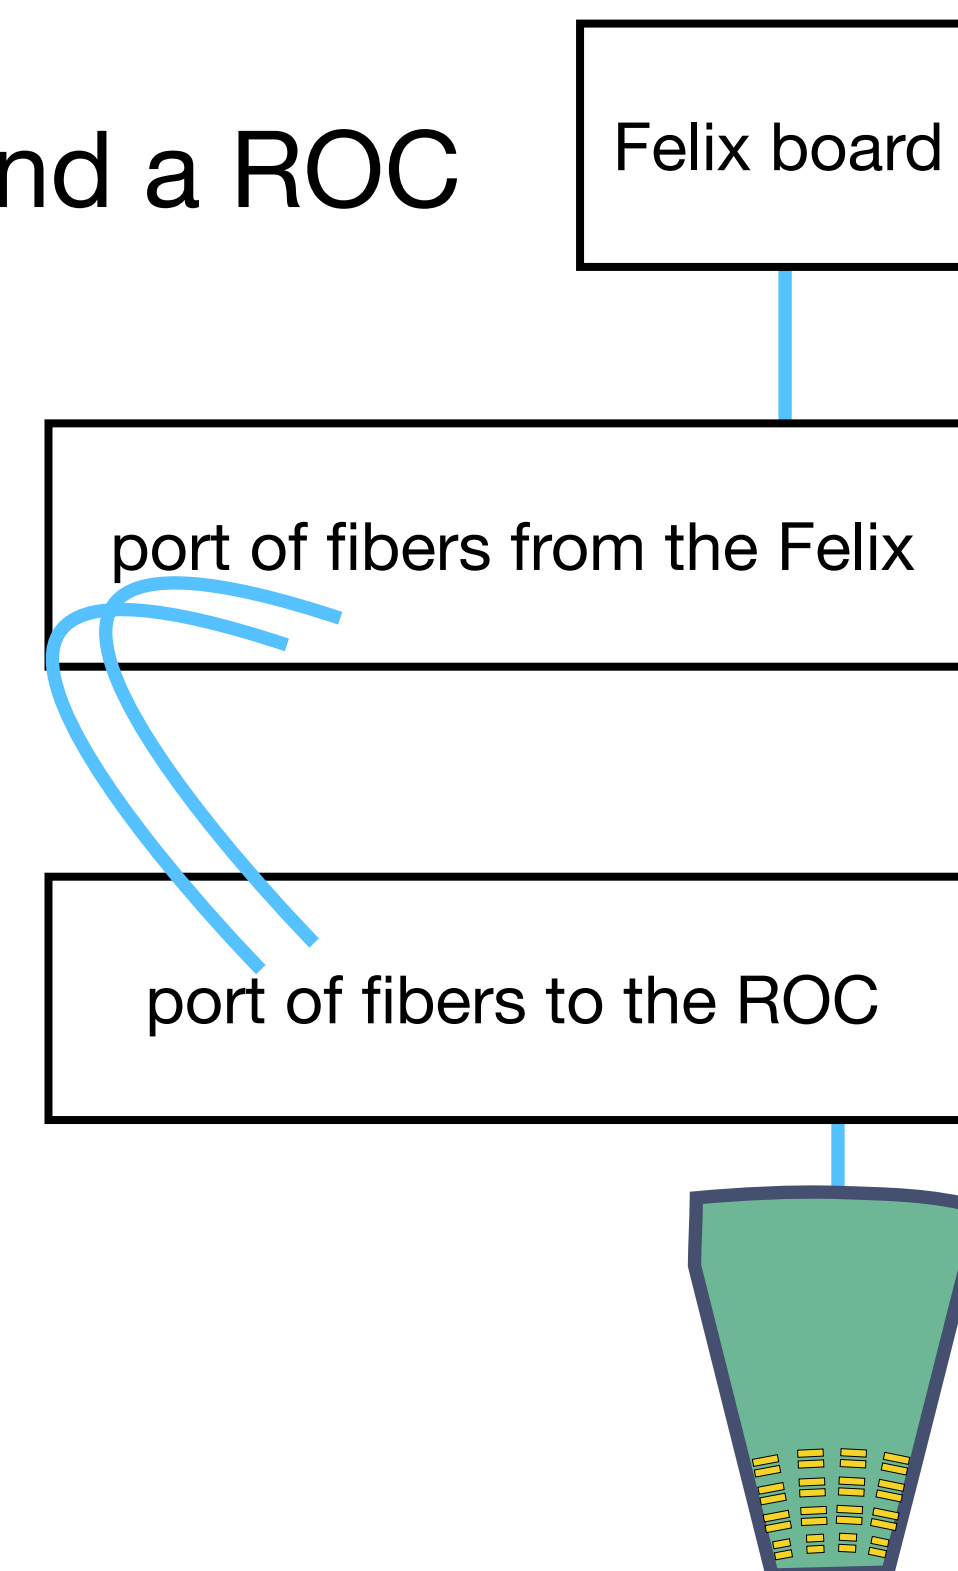 nd a ROC
Felix board
port of fibers from the Felix
port of fibers to the ROC